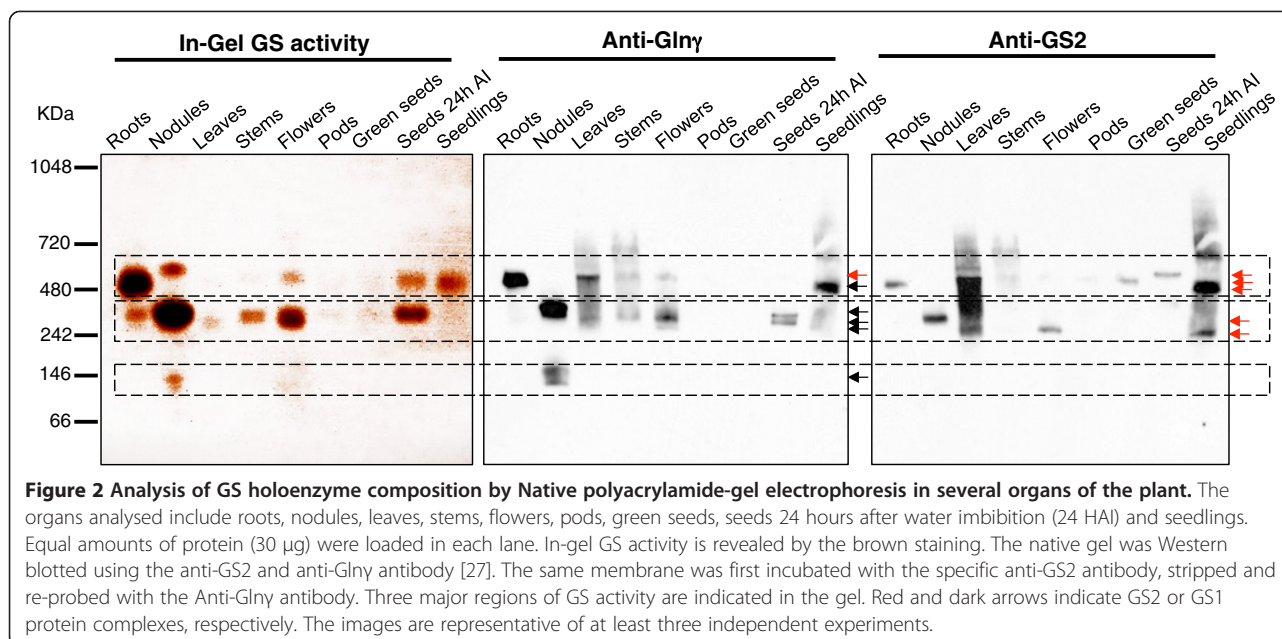 In-Gel GS activity
Anti-Glnγ
Anti-GS2
KDa
Roots
Nodules
Leaves
Stems
Flowers
Pods
Green seeds
Seeds 24h AI
Seedlings
Roots
Nodules
Leaves
Stems
Flowers
Pods
Green seeds
Seeds 24h AI
Seedlings
Roots
Nodules
Leaves
Stems
Flowers
Pods
Green seeds
Seeds 24h AI
Seedlings
1048
720
480
242
146
66
Figure 2 Analysis of GS holoenzyme composition by Native polyacrylamide-gel electrophoresis in several organs of the plant. The
organs analysed include roots, nodules, leaves, stems, flowers, pods, green seeds, seeds 24 hours after water imbibition (24 HAI) and seedlings.
Equal amounts of protein (30 μg) were loaded in each lane. In-gel GS activity is revealed by the brown staining. The native gel was Western
blotted using the anti-GS2 and anti-Glnγ antibody [27]. The same membrane was first incubated with the specific anti-GS2 antibody, stripped and
re-probed with the Anti-Glnγ antibody. Three major regions of GS activity are indicated in the gel. Red and dark arrows indicate GS2 or GS1
protein complexes, respectively. The images are representative of at least three independent experiments.